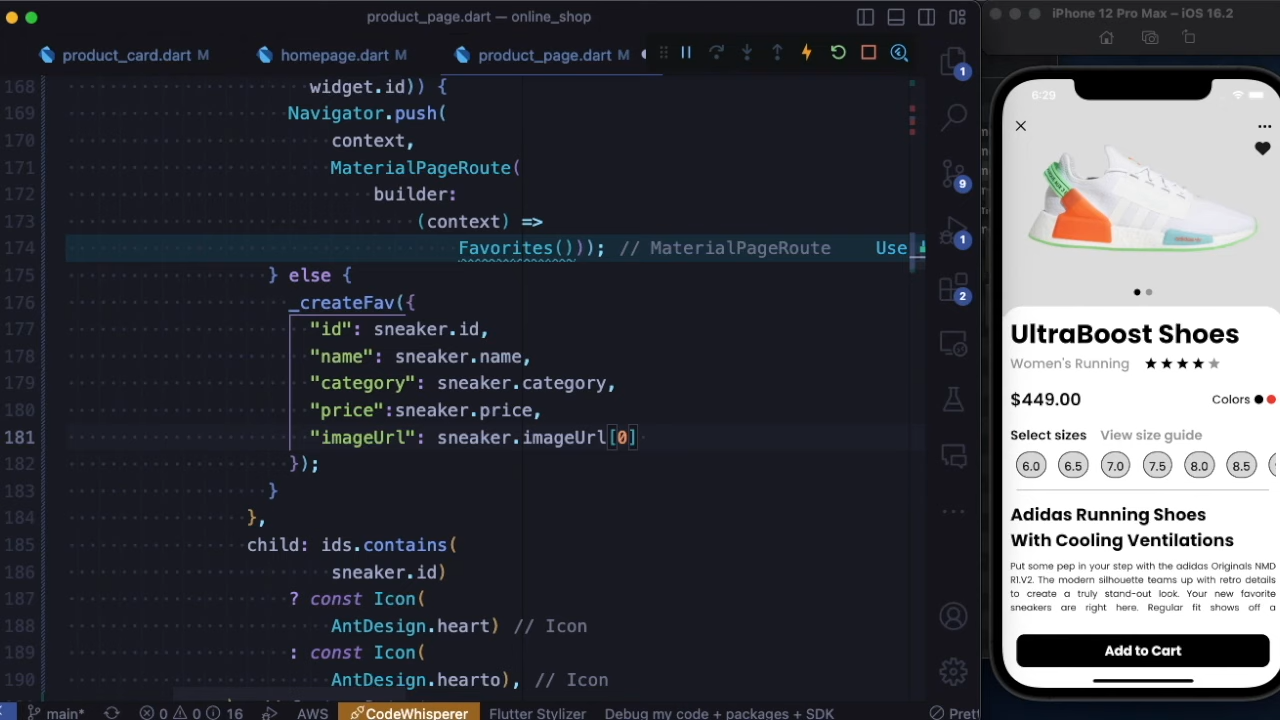 product_page.dart — online_shop
product_card.dart M
homepage.dart M
product_page.dart M
168 widget.id)) {
169 Navigator.push(
170 context,
171 MaterialPageRoute(
172 builder:
173 (context) =>
174 Favorites())); // MaterialPageRoute Use
175 } else {
176 _createFav({
177 "id": sneaker.id,
178 "name": sneaker.name,
179 "category": sneaker.category,
180 "price":sneaker.price,
181 "imageUrl": sneaker.imageUrl[0]
182 });
183 }
184 },
185 child: ids.contains(
186 sneaker.id)
187 ? const Icon(
188 AntDesign.heart) // Icon
189 : const Icon(
190 AntDesign.hearto), // Icon
1
9
1
2
main* 0 0 16 AWS CodeWhisperer Flutter Stylizer Debug my code + packages + SDK Prett
iPhone 12 Pro Max – iOS 16.2
6:29
UltraBoost Shoes
Women's Running
$449.00 Colors
Select sizes View size guide
6.0 6.5 7.0 7.5 8.0 8.5
Adidas Running Shoes
With Cooling Ventilations
Put some pep in your step with the adidas Originals NMD
R1.V2. The modern silhouette teams up with retro details
to create a truly stand-out look. Your new favorite
sneakers are right here. Regular fit shows off a
Add to Cart